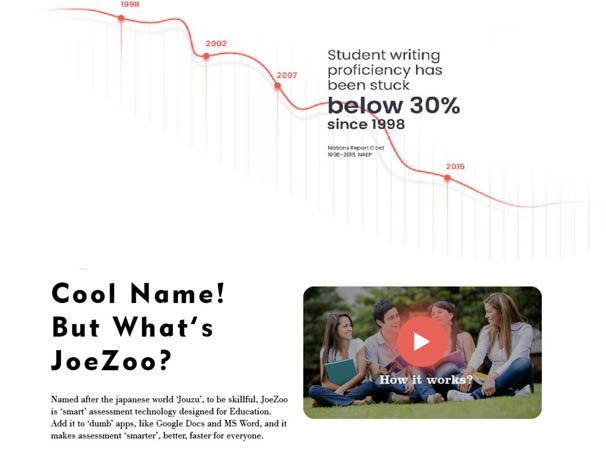 1998
2002
2007
Student writing
proficiency has
been stuck
below 30%
since 1998
Nations Report Card
1998-2015, NAEP
2015
Cool Name!
But What's
JoeZoo?
Named after the japanese world 'Jouzu', to be skillful, JoeZoo
is 'smart' assessment technology designed for Education.
Add it to 'dumb' apps, like Google Docs and MS Word, and it
makes assessment 'smarter', better, faster for everyone.
How it works?